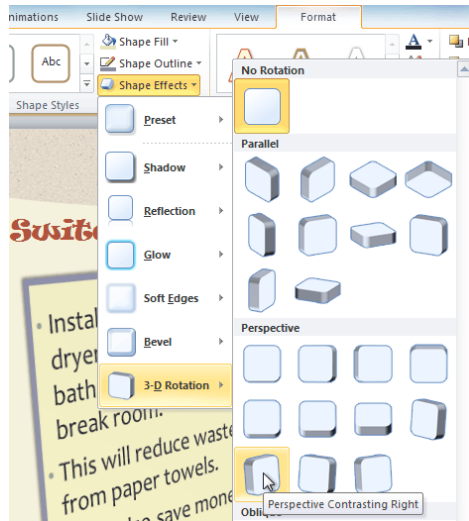 nimations Slide Show Review View Format
Abc
Shape Fill
Shape Outline
Shape Effects
A
Shape Styles
No Rotation
Preset
Parallel
Shadow
Reflection
Glow
Soft Edges
Bevel
3-D Rotation
Perspective
Perspective Contrasting Right
Obliq
Suit
• Instal
dryer
bath
break room.
• This will reduce waste
from paper towels.
save mone